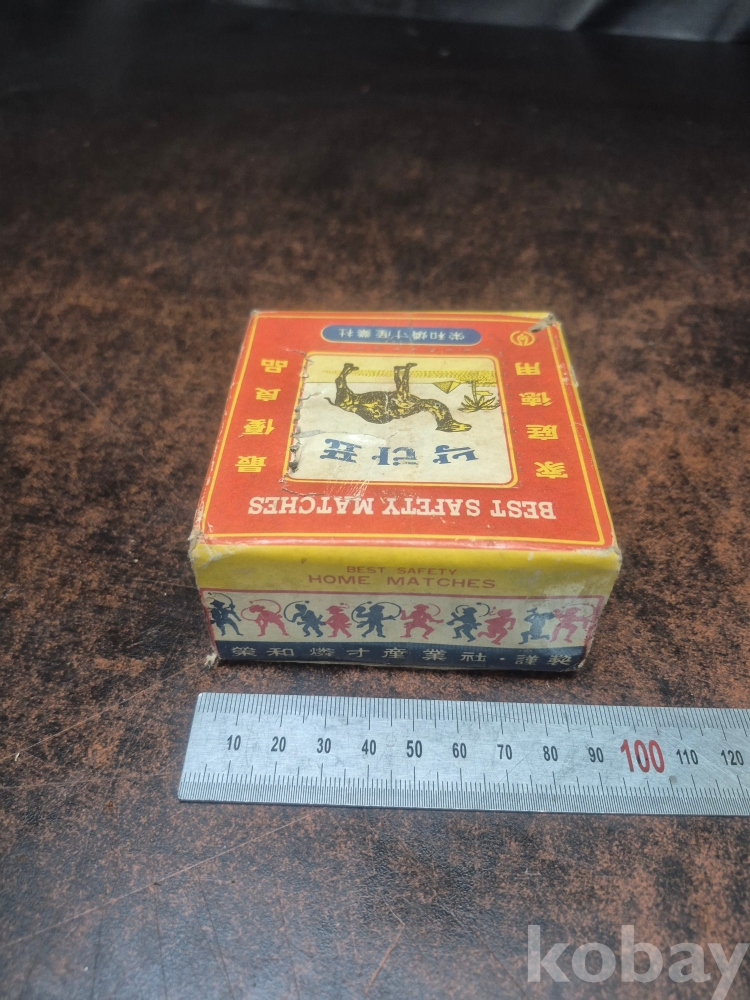 BEST SAFETY MATCHES
낙타표
家庭德用
最優良品
榮和燐寸産業社
BEST SAFETY
HOME MATCHES
榮和燐寸産業社·謹製
10 20 30 40 50 60 70 80 90 100 110 120
kobay